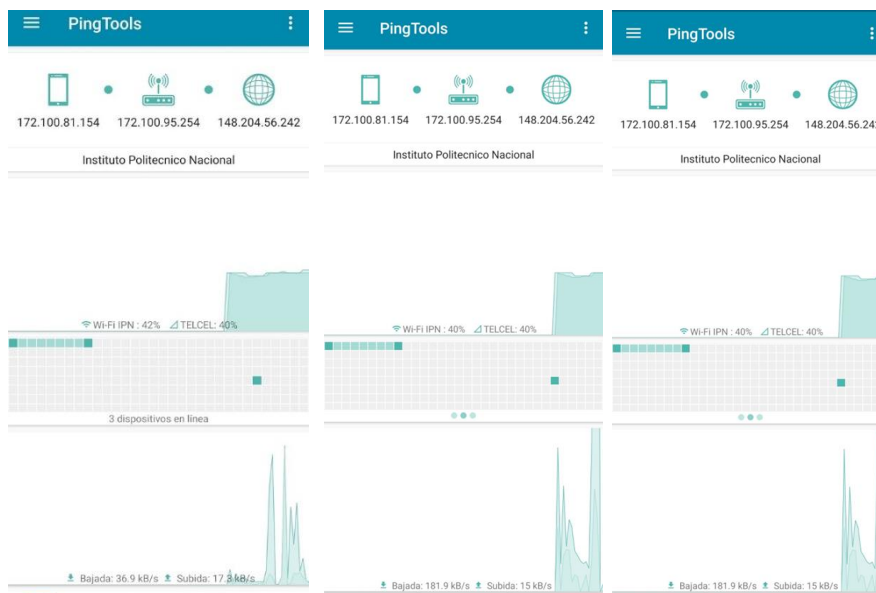 PingTools
172.100.81.154 172.100.95.254 148.204.56.242
Instituto Politecnico Nacional
Wi-Fi IPN : 42% TELCEL: 40%
3 dispositivos en línea
Bajada: 36.9 kB/s Subida: 17.3 kB/s
PingTools
172.100.81.154 172.100.95.254 148.204.56.242
Instituto Politecnico Nacional
Wi-Fi IPN : 40% TELCEL: 40%
Bajada: 181.9 kB/s Subida: 15 kB/s
PingTools
172.100.81.154 172.100.95.254 148.204.56.24
Instituto Politecnico Nacional
Wi-Fi IPN : 40% TELCEL: 40%
Bajada: 181.9 kB/s Subida: 15 kB/s